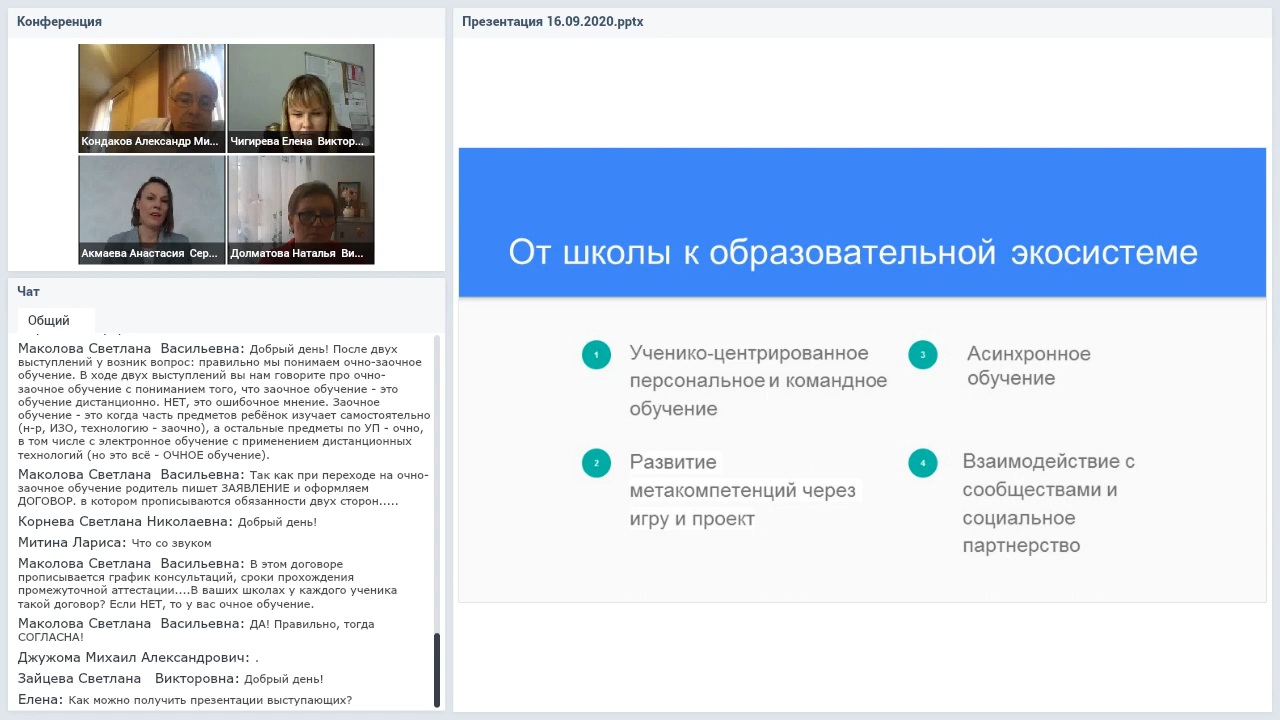 Конференция
Кондаков Александр Ми...
Чигирева Елена Виктор...
Акмаева Анастасия Сер...
Долматова Наталья Ви...
Чат
Общий
Маколова Светлана Васильевна: Добрый день! После двух
выступлений у возник вопрос: правильно мы понимаем очно-заочное
обучение. В ходе двух выступлений вы нам говорите про очно-
заочное обучение с пониманием того, что заочное обучение - это
обучение дистанционно. НЕТ, это ошибочное мнение. Заочное
обучение - это когда часть предметов ребёнок изучает самостоятельно
(н-р, ИЗО, технологию - заочно), а остальные предметы по УП - очно,
в том числе с электронное обучение с применением дистанционных
технологий (но это всё - ОЧНОЕ обучение).
Маколова Светлана Васильевна: Так как при переходе на очно-
заочное обучение родитель пишет ЗАЯВЛЕНИЕ и оформляем
ДОГОВОР. в котором прописываются обязанности двух сторон.....
Корнева Светлана Николаевна: Добрый день!
Митина Лариса: Что со звуком
Маколова Светлана Васильевна: В этом договоре
прописывается график консультаций, сроки прохождения
промежуточной аттестации....В ваших школах у каждого ученика
такой договор? Если НЕТ, то у вас очное обучение.
Маколова Светлана Васильевна: ДА! Правильно, тогда
СОГЛАСНА!
Джужома Михаил Александрович: .
Зайцева Светлана Викторовна: Добрый день!
Елена: Как можно получить презентации выступающих?
Презентация 16.09.2020.pptx
От школы к образовательной экосистеме
1
Ученико-центрированное
персональное и командное
обучение
2
Развитие
метакомпетенций через
игру и проект
3
Асинхронное
обучение
4
Взаимодействие с
сообществами и
социальное
партнерство